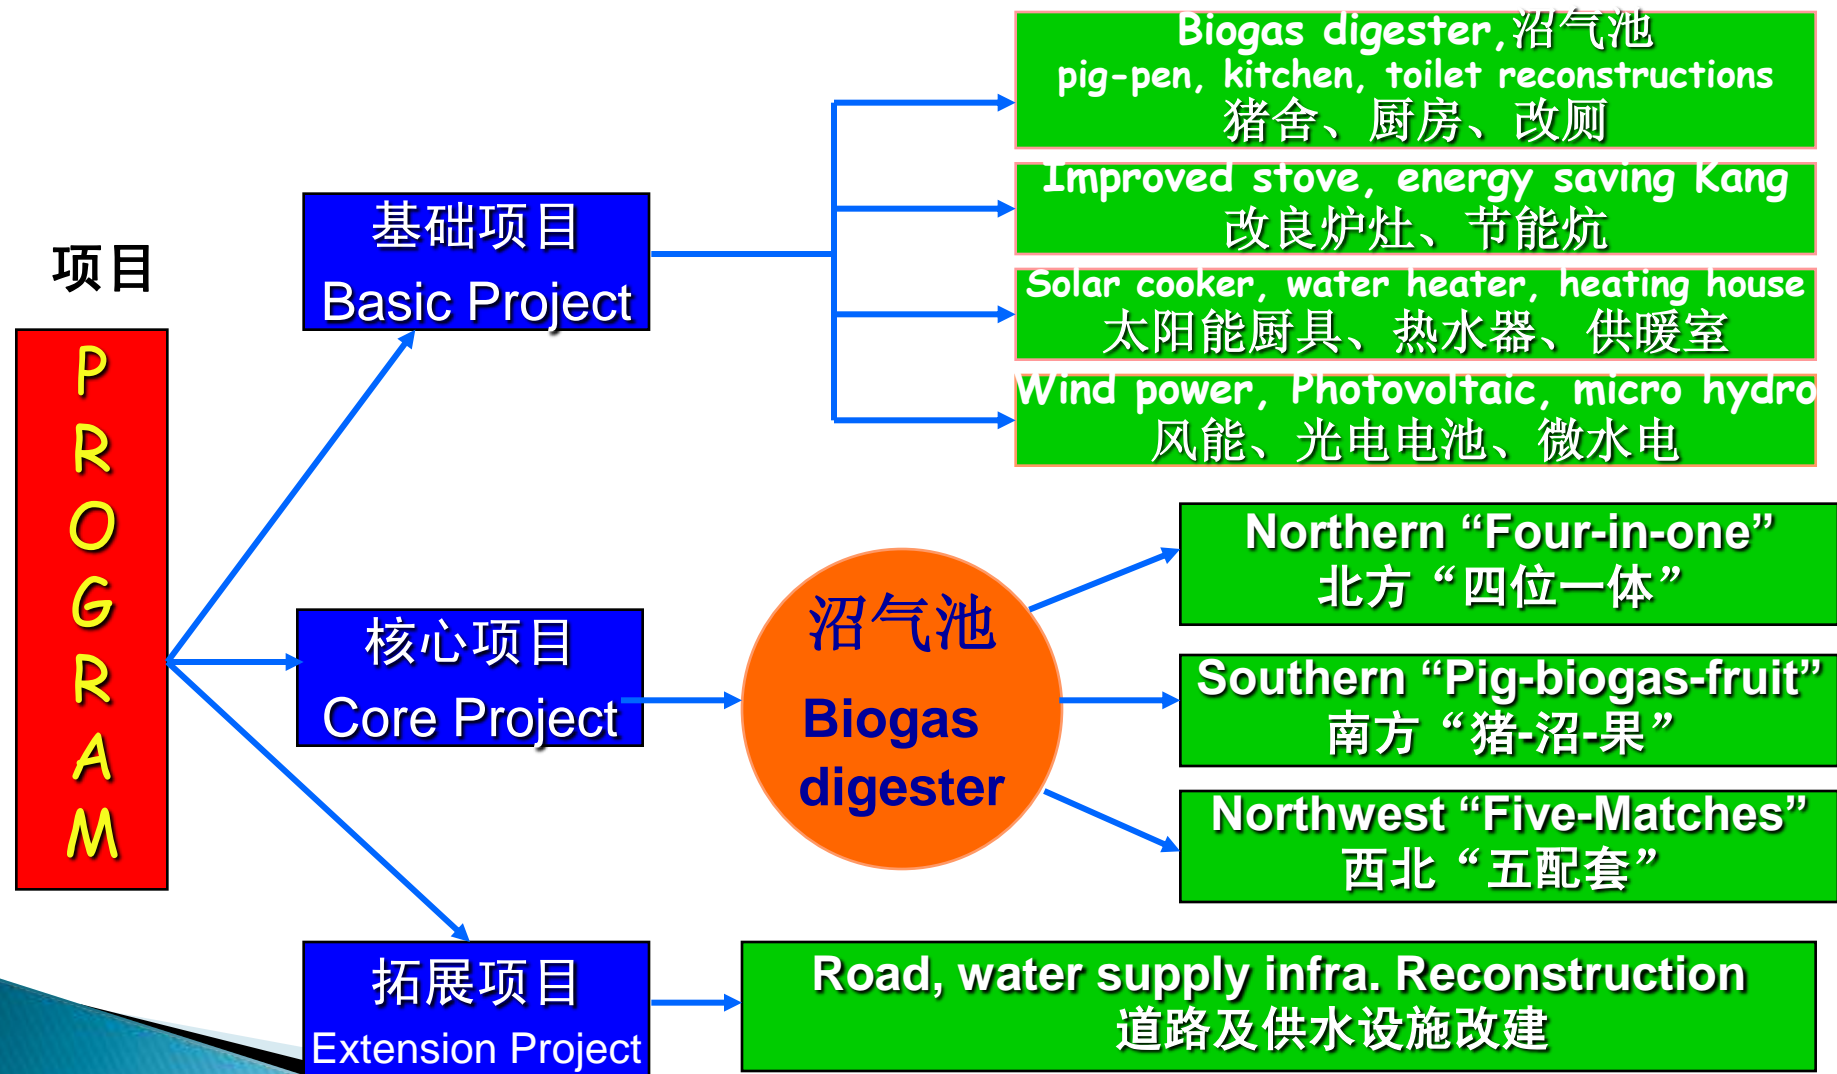 项目
PROGRAM
基础项目
Basic Project
Biogas digester,沼气池
pig-pen, kitchen, toilet reconstructions
猪舍、厨房、改厕
Improved stove, energy saving Kang
改良炉灶、节能炕
Solar cooker, water heater, heating house
太阳能厨具、热水器、供暖室
Wind power, Photovoltaic, micro hydro
风能、光电电池、微水电
核心项目
Core Project
沼气池
Biogas
digester
Northern “Four-in-one”
北方“四位一体”
Southern “Pig-biogas-fruit”
南方“猪-沼-果”
Northwest “Five-Matches”
西北“五配套”
拓展项目
Extension Project
Road, water supply infra. Reconstruction
道路及供水设施改建